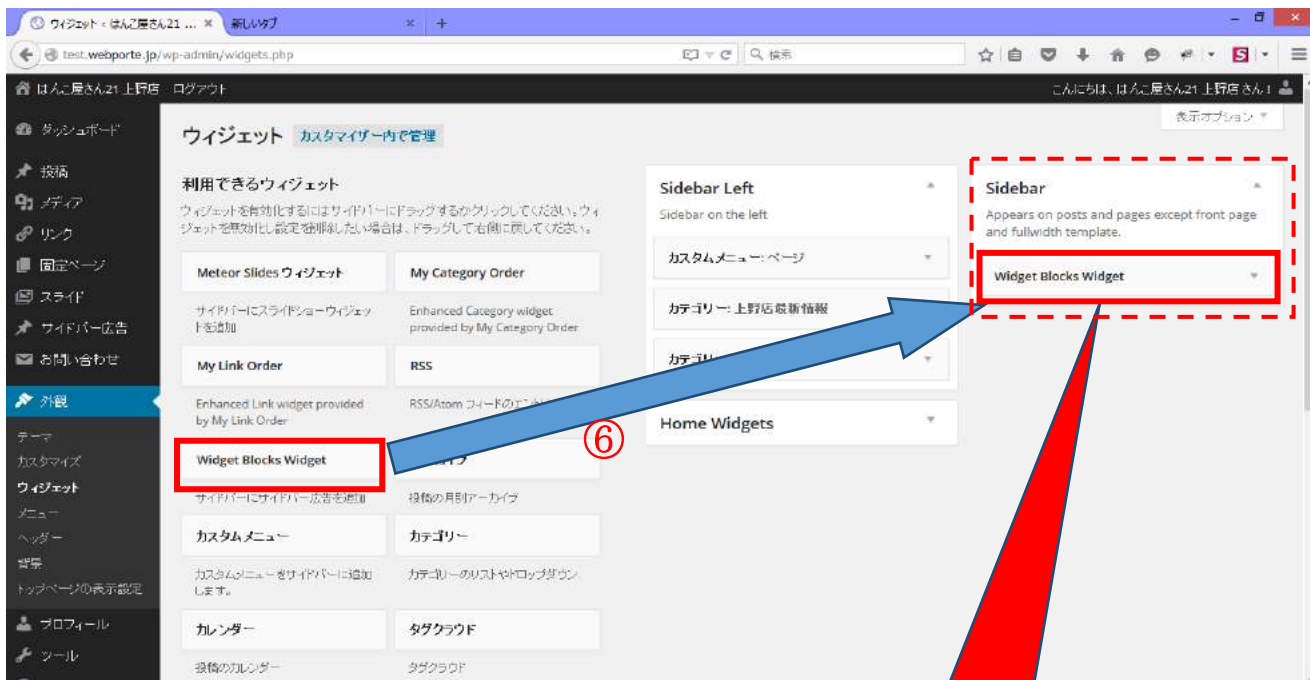 ウィジェット ‹ はんこ屋さん21 ...
新しいタブ
test.webporte.jp/wp-admin/widgets.php
検索
はんこ屋さん21 上野店
ログアウト
こんにちは、はんこ屋さん21 上野店 さん!
ダッシュボード
投稿
メディア
リンク
固定ページ
スライド
サイドバー広告
お問い合わせ
外観
テーマ
カスタマイズ
ウィジェット
メニュー
ヘッダー
背景
トップページの表示設定
プロフィール
ツール
表示オプション
ウィジェット
カスタマイザー内で管理
利用できるウィジェット
ウィジェットを有効化するにはサイドバーにドラッグするかクリックしてください。ウィ
ジェットを無効化し設定を削除したい場合は、ドラッグして右側に戻してください。
Meteor Slides ウィジェット
サイドバーにスライドショーウィジェッ
トを追加
My Category Order
Enhanced Category widget
provided by My Category Order
My Link Order
Enhanced Link widget provided
by My Link Order
RSS
RSS/Atom フィードの
Widget Blocks Widget
サイドバーにサイドバー広告を追加
投稿の月別アーカイブ
カスタムメニュー
カスタムメニューをサイドバーに追加
します。
カテゴリー
カテゴリーのリストやドロップダウン
カレンダー
投稿のカレンダー
タグクラウド
タグクラウド
⑥
Sidebar Left
Sidebar on the left
カスタムメニュー: ページ
カテゴリー: 上野店最新情報
Home Widgets
Sidebar
Appears on posts and pages except front page
and fullwidth template.
Widget Blocks Widget